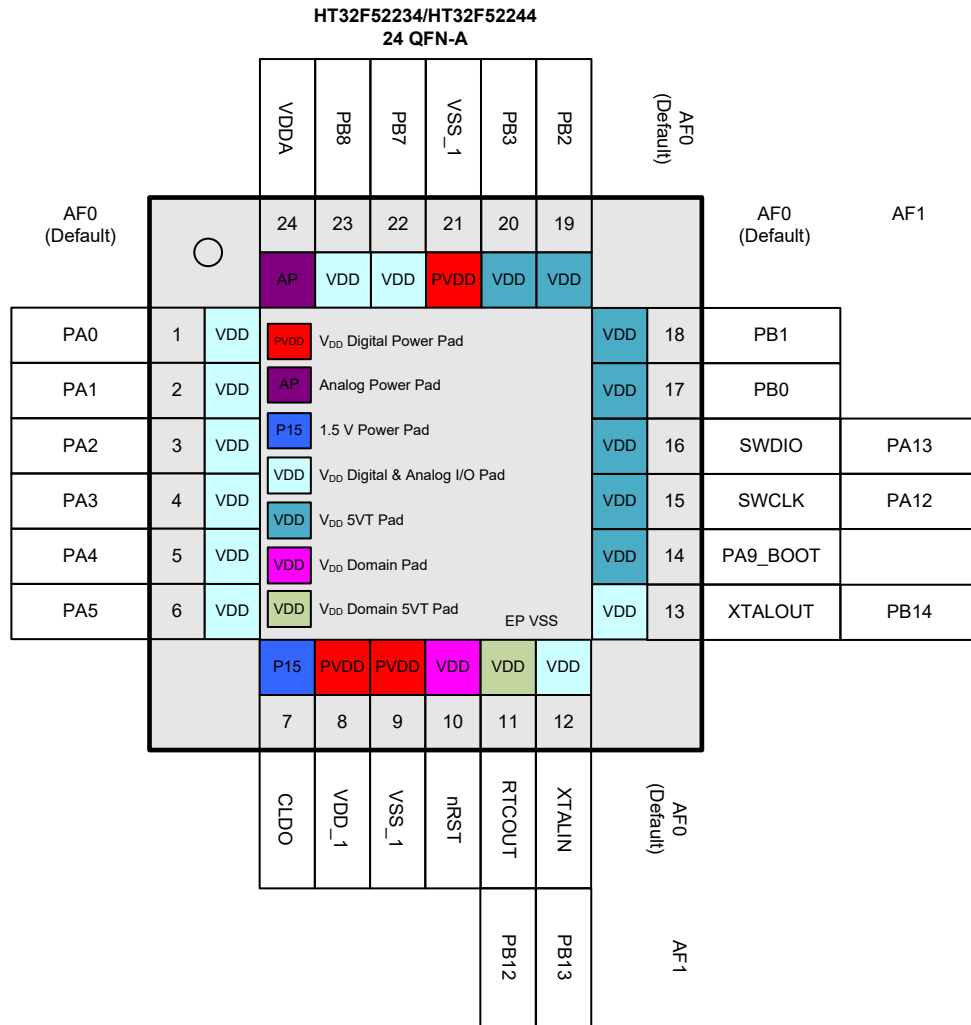 HT32F52234/HT32F52244
24 QFN-A
VDDA
PB8
PB7
VSS_1
PB3
PB2
AF0
(Default)
AF0
(Default)
24
23
22
21
20
19
AF0
(Default)
AF1
AP
VDD
VDD
PVDD
VDD
VDD
PA0
1
VDD
PVDD
VDD Digital Power Pad
VDD
18
PB1
PA1
2
VDD
AP
Analog Power Pad
VDD
17
PB0
PA2
3
VDD
P15
1.5 V Power Pad
VDD
16
SWDIO
PA13
PA3
4
VDD
VDD
VDD Digital & Analog I/O Pad
VDD
15
SWCLK
PA12
VDD
VDD 5VT Pad
PA4
5
VDD
VDD
VDD Domain Pad
VDD
14
PA9_BOOT
PA5
6
VDD
VDD
VDD Domain 5VT Pad
EP VSS
VDD
13
XTALOUT
PB14
P15
PVDD
PVDD
VDD
VDD
VDD
7
8
9
10
11
12
CLDO
VDD_1
VSS_1
nRST
RTCOUT
XTALIN
AF0
(Default)
PB12
PB13
AF1